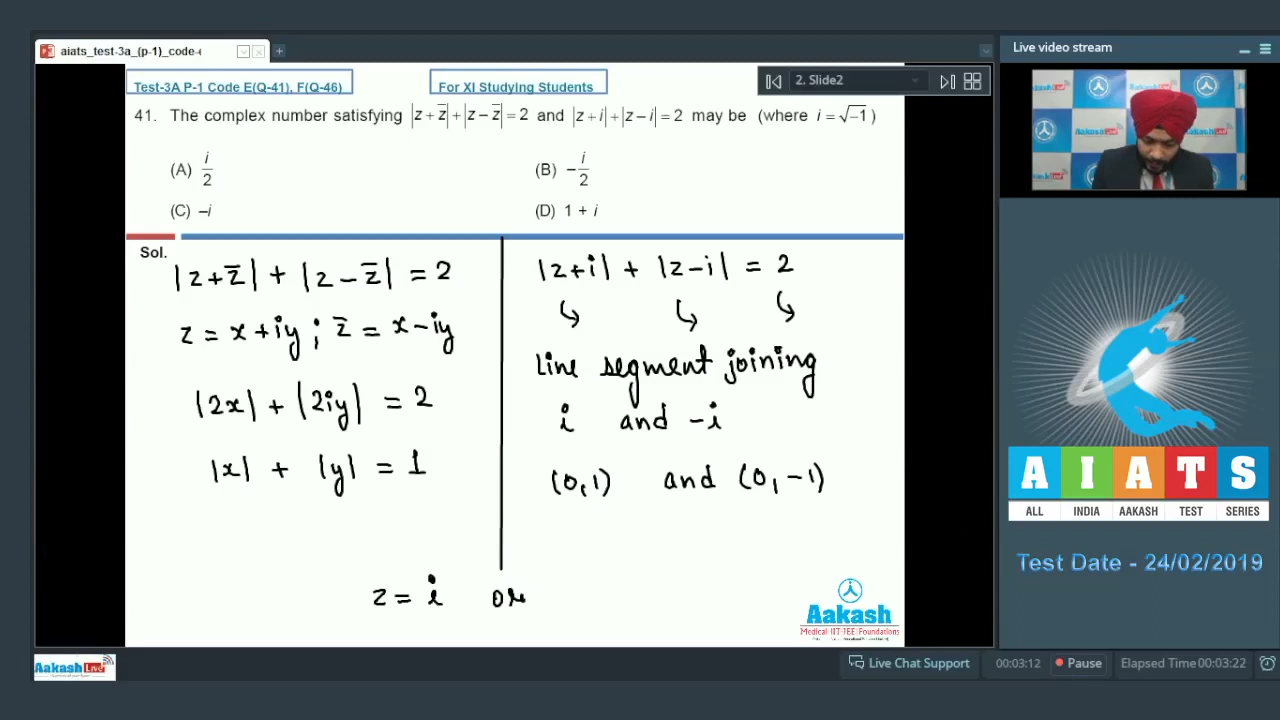 aiats_test-3a_(p-1)_code-
Live video stream
Test-3A P-1 Code E(Q-41), F(Q-46)
For XI Studying Students
2. Slide2
41. The complex number satisfying |z + z̅| + |z − z̅| = 2 and |z + i| + |z − i| = 2 may be (where i = √−1)
(A) i/2
(B) −i/2
(C) –i
(D) 1 + i
Sol.
|z + z̅| + |z − z̅| = 2
z = x + iy ; z̅ = x − iy
|2x| + |2iy| = 2
|x| + |y| = 1
|z+i| + |z−i| = 2
line segment joining
i and -i
(0,1) and (0,−1)
z = i or
Aakash
Medical|IIT-JEE|Foundations
AIATS
ALL INDIA AAKASH TEST SERIES
Test Date - 24/02/2019
Aakash Live
Live Chat Support
00:03:12
Pause
Elapsed Time 00:03:22